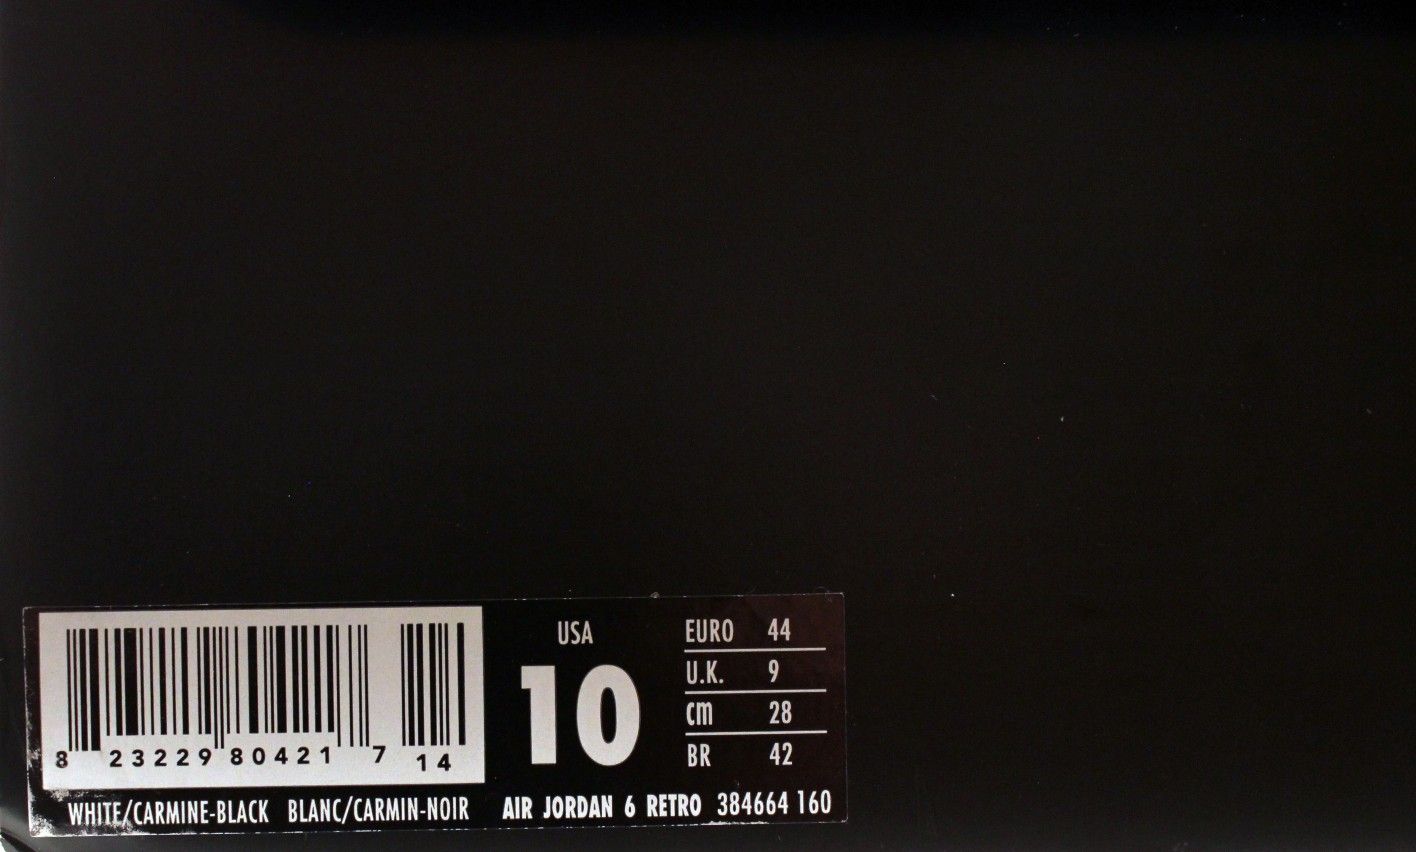 USA
10
EURO 44
U.K. 9
cm 28
BR 42
8 23229 80421 7 14
WHITE/CARMINE-BLACK BLANC/CARMIN-NOIR
AIR JORDAN 6 RETRO 384664 160